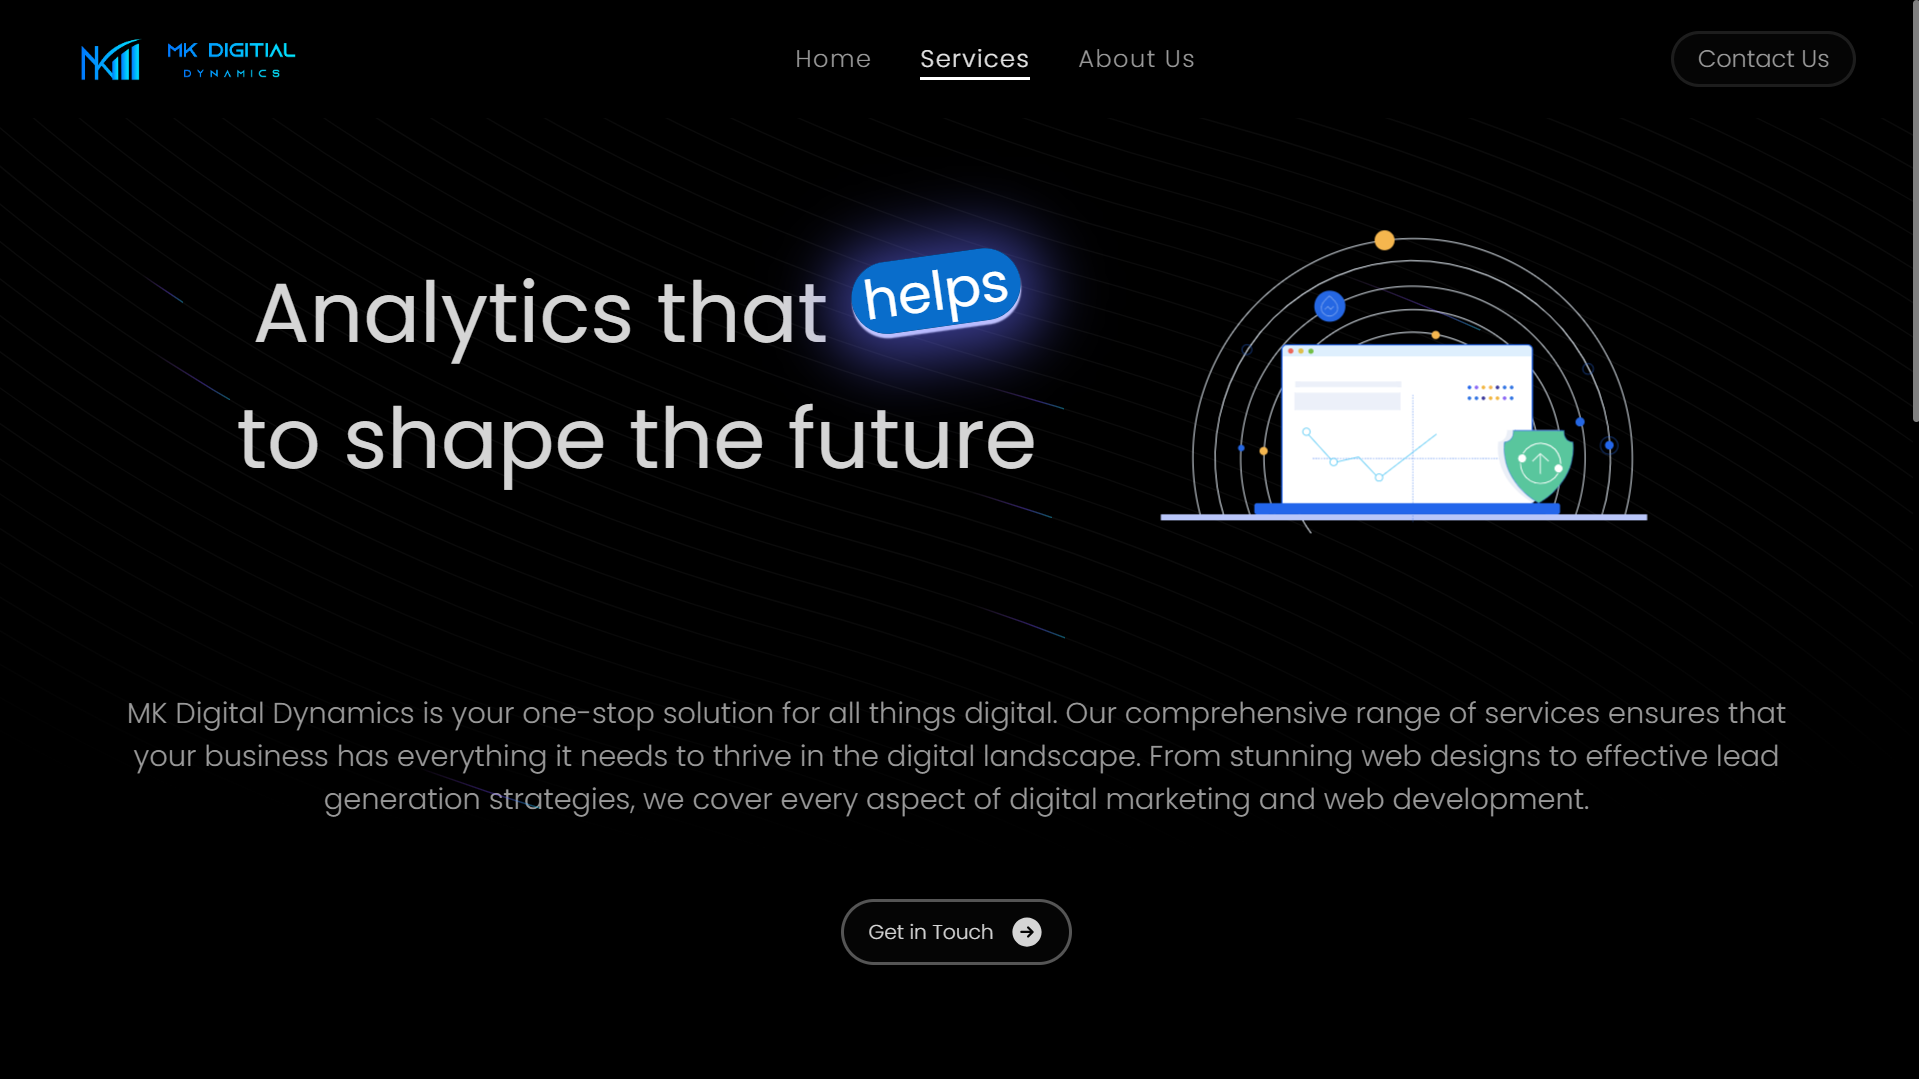 MK DIGITIAL
DYNAMICS
Home
Services
About Us
Contact Us
Analytics that helps
to shape the future
MK Digital Dynamics is your one-stop solution for all things digital. Our comprehensive range of services ensures that
your business has everything it needs to thrive in the digital landscape. From stunning web designs to effective lead
generation strategies, we cover every aspect of digital marketing and web development.
Get in Touch